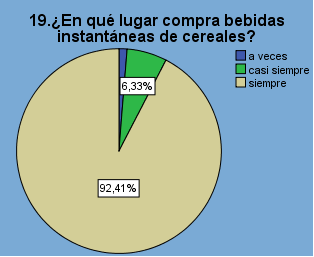 19.¿En qué lugar compra bebidas
instantáneas de cereales?
a veces
casi siempre
siempre
6,33%
92,41%